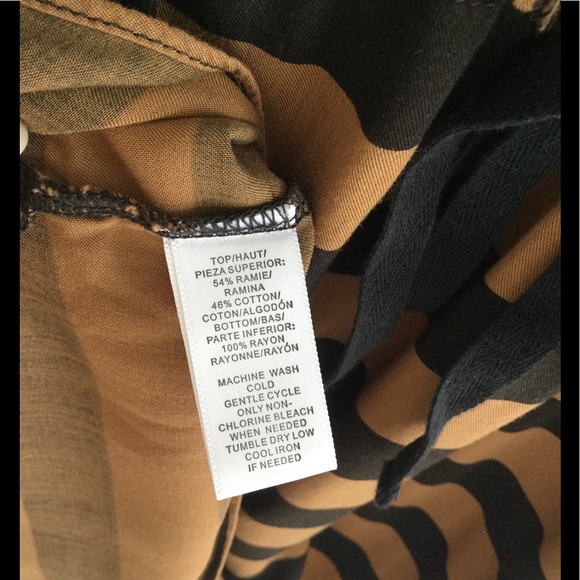 TOP/HAUT/
PIEZA SUPERIOR:
54% RAMIE/
RAMINA
46% COTTON/
COTON/ALGODÓN
BOTTOM/BAS/
PARTE INFERIOR:
100% RAYON
RAYONNE/RAYÓN
MACHINE WASH
COLD
GENTLE CYCLE
ONLY NON-
CHLORINE BLEACH
WHEN NEEDED
TUMBLE DRY LOW
COOL IRON
IF NEEDED